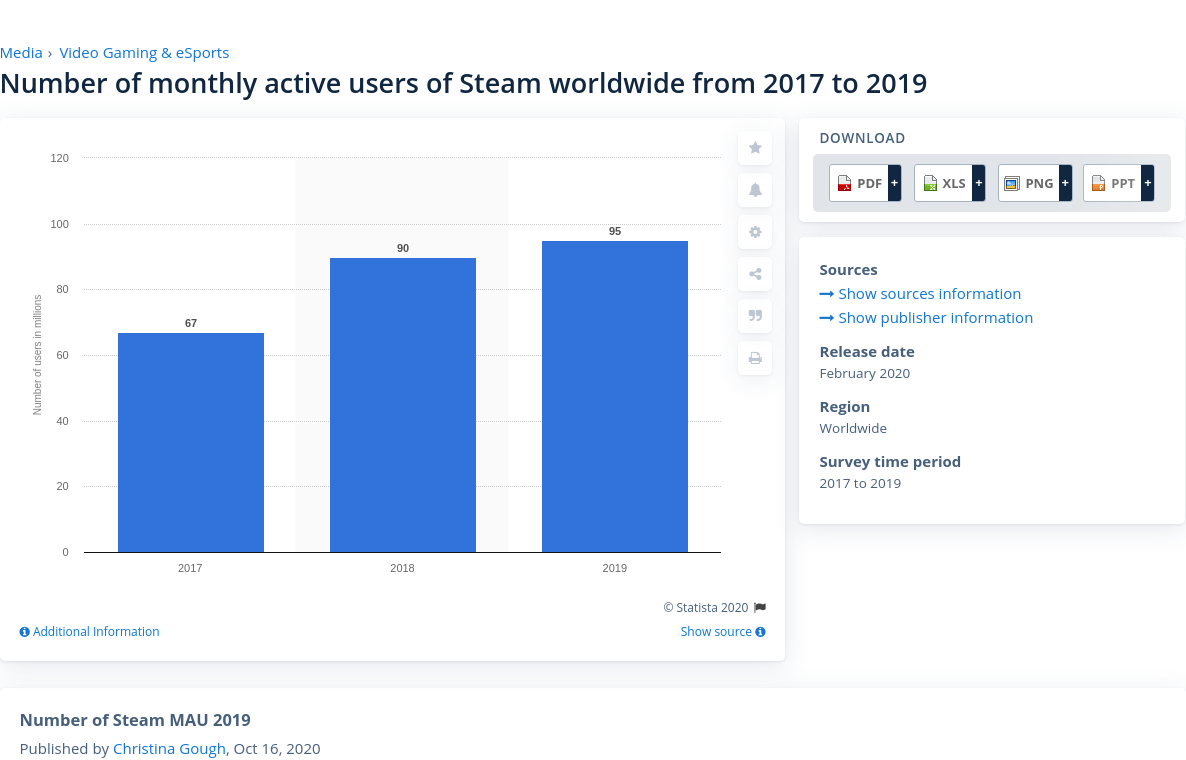 Media › Video Gaming & eSports
Number of monthly active users of Steam worldwide from 2017 to 2019
120
100
80
60
40
20
0
Number of users in millions
67
90
95
2017 2018 2019
© Statista 2020
Additional Information
Show source
DOWNLOAD
PDF + XLS + PNG + PPT +
Sources
Show sources information
Show publisher information
Release date
February 2020
Region
Worldwide
Survey time period
2017 to 2019
Number of Steam MAU 2019
Published by Christina Gough, Oct 16, 2020